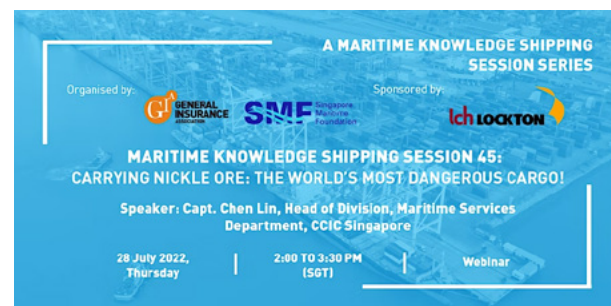 A MARITIME KNOWLEDGE SHIPPING
SESSION SERIES
Organised by:
GIA GENERAL
INSURANCE
ASSOCIATION
SMF Singapore
Maritime
Foundation
Sponsored by:
lch LOCKTON
MARITIME KNOWLEDGE SHIPPING SESSION 45:
CARRYING NICKLE ORE: THE WORLD'S MOST DANGEROUS CARGO!
Speaker: Capt. Chen Lin, Head of Division, Maritime Services
Department, CCIC Singapore
28 July 2022,
Thursday
2:00 TO 3:30 PM
(SGT)
Webinar